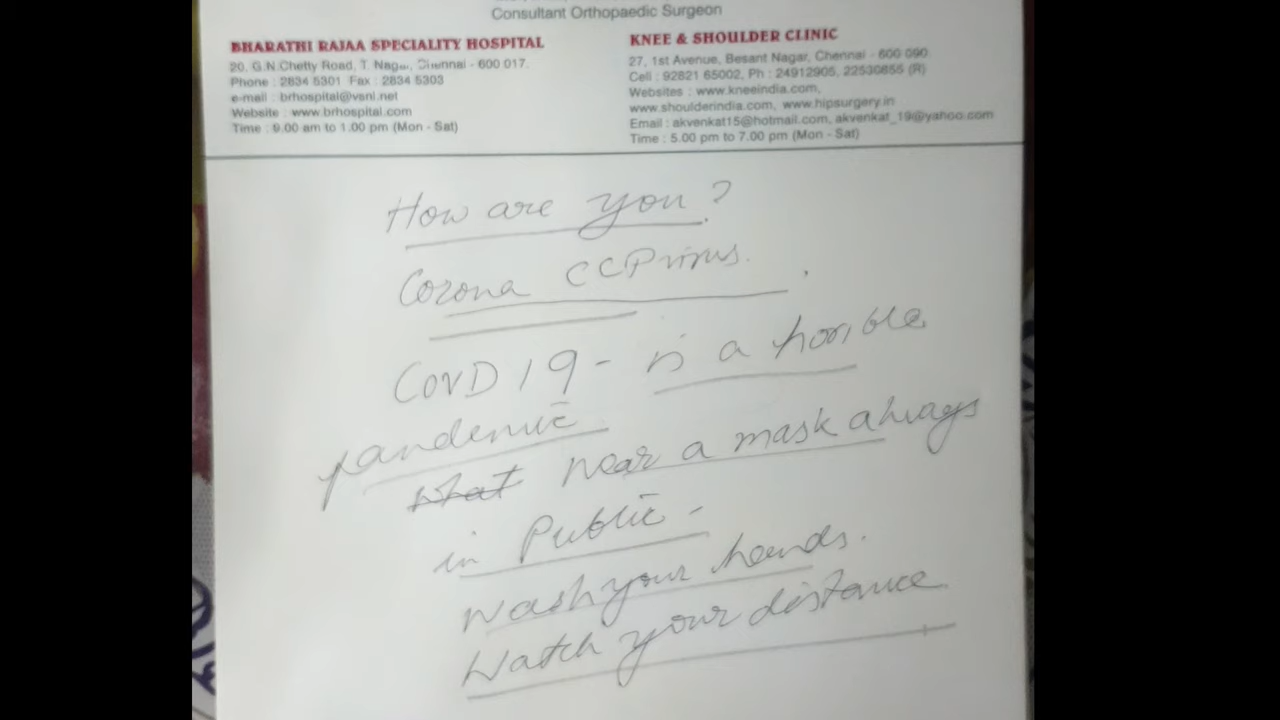 Consultant Orthopaedic Surgeon
BHARATHI RAJAA SPECIALITY HOSPITAL
20, G.N.Chetty Road, T. Nagar, Chennai - 600 017.
Phone : 2834 5301 Fax : 2834 5303
e-mail : brhospital@vsnl.net
Website : www.brhospital.com
Time : 9.00 am to 1.00 pm (Mon - Sat)
KNEE & SHOULDER CLINIC
27, 1st Avenue, Besant Nagar, Chennai - 600 090.
Cell : 92821 65002, Ph : 24912905, 22530855 (R)
Websites : www.kneeindia.com,
www.shoulderindia.com, www.hipsurgery.in
Email : akvenkat15@hotmail.com, akvenkat_19@yahoo.com
Time : 5.00 pm to 7.00 pm (Mon - Sat)
How are you?
Corona CCPvirus.
COVD 19 - is a horrible
pandemic.
what wear a mask always
in Public -
Wash your hands.
Watch your distance